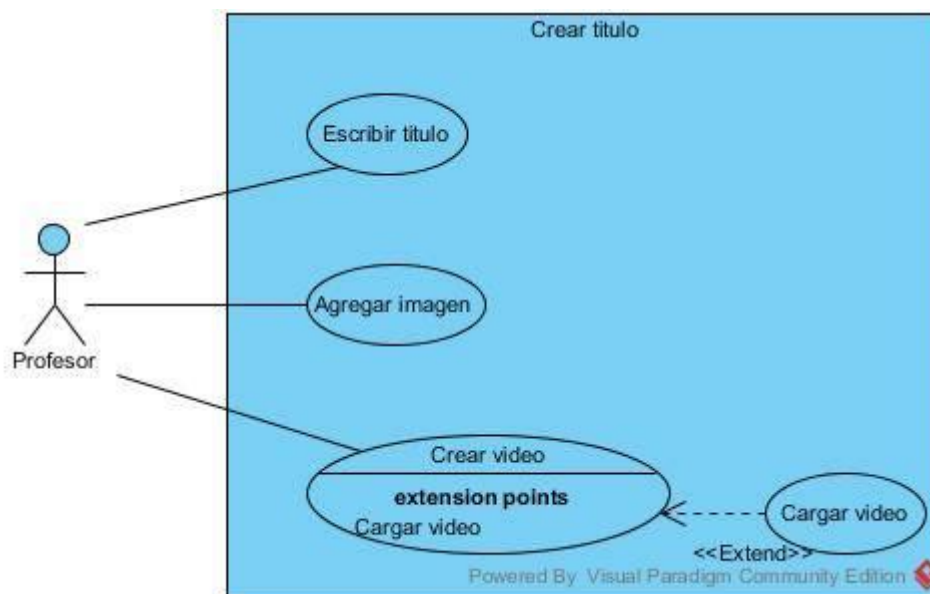 Crear titulo
Escribir titulo
Agregar imagen
Profesor
Crear video
extension points
Cargar video
Cargar video
<<Extend>>
Powered By Visual Paradigm Community Edition